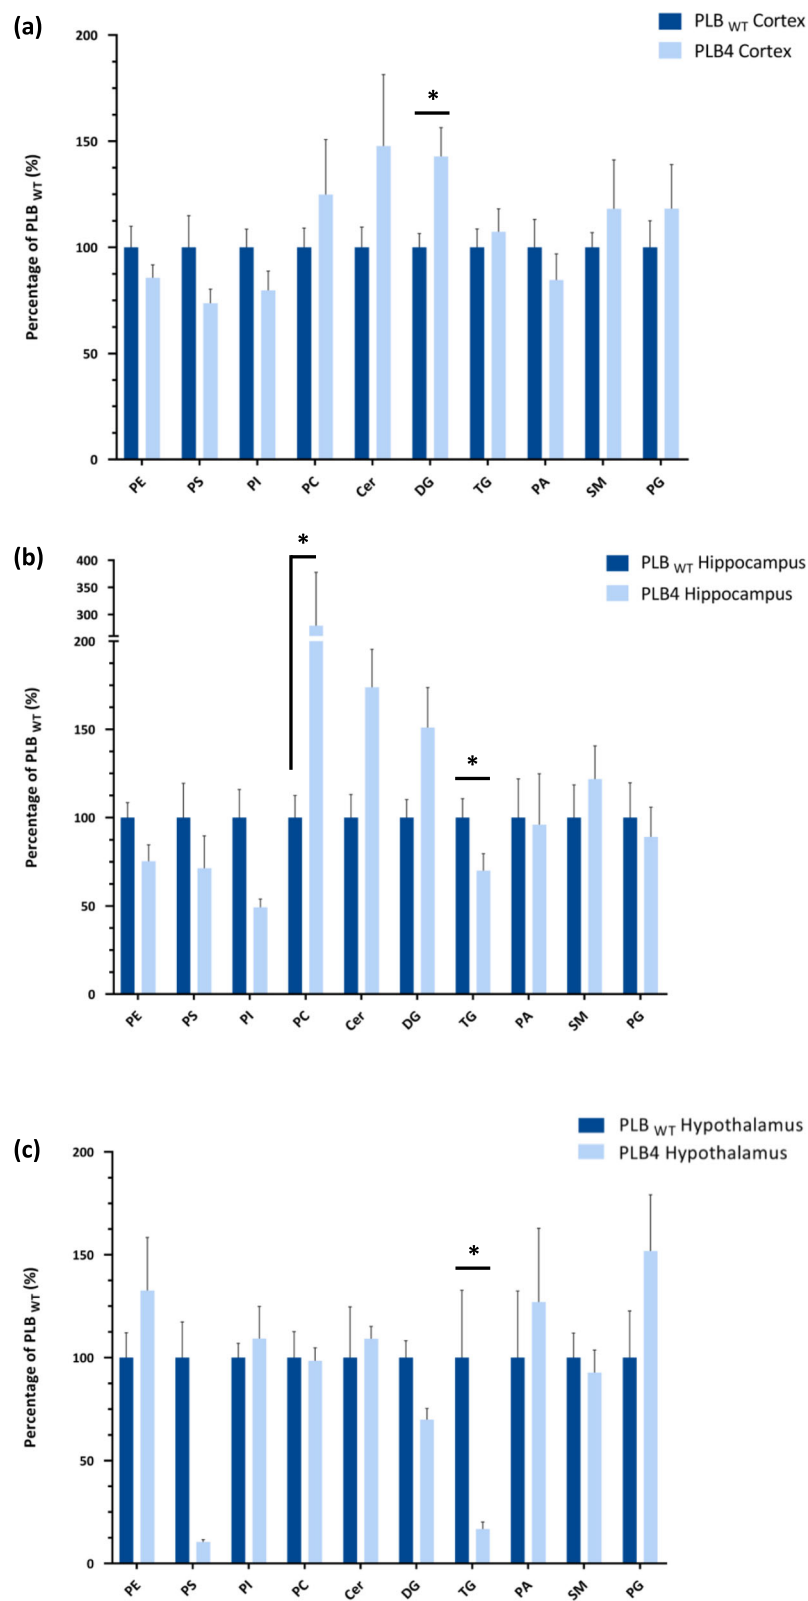 (a)
PLB WT Cortex
PLB4 Cortex
Percentage of PLB WT (%)
200
150
100
50
0
PE PS PI PC Cer DG TG PA SM PG
*
(b)
PLB WT Hippocampus
PLB4 Hippocampus
Percentage of PLB WT (%)
400
350
300
200
150
100
50
0
PE PS PI PC Cer DG TG PA SM PG
*
*
(c)
PLB WT Hypothalamus
PLB4 Hypothalamus
Percentage of PLB WT (%)
200
150
100
50
0
PE PS PI PC Cer DG TG PA SM PG
*